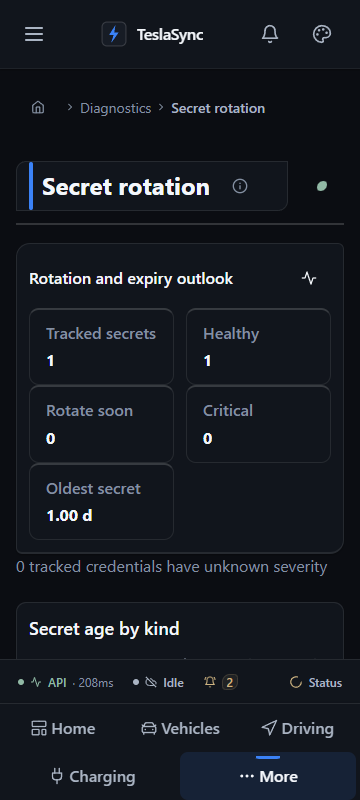 TeslaSync
Diagnostics Secret rotation
Secret rotation
Rotation and expiry outlook
Tracked secrets
1
Healthy
1
Rotate soon
0
Critical
0
Oldest secret
1.00 d
0 tracked credentials have unknown severity
Secret age by kind
API · 208ms Idle 2 Status
Home Vehicles Driving
Charging More